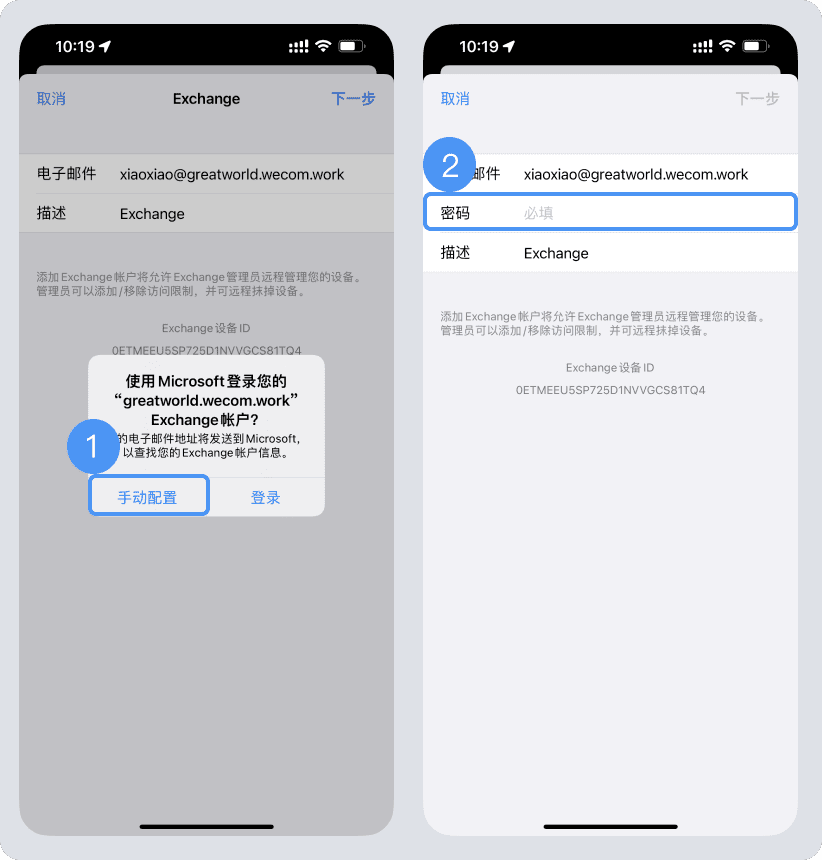 10:19
取消
Exchange
下一步
电子邮件
xiaoxiao@greatworld.wecom.work
描述
Exchange
添加Exchange帐户将允许Exchange管理员远程管理您的设备。
管理员可以添加/移除访问限制，并可远程抹掉设备。
Exchange设备ID
0ETMEEU5SP725D1NVVGCS81TQ4
使用Microsoft登录您的
“greatworld.wecom.work”
Exchange帐户?
1
的电子邮件地址将发送到Microsoft，
以查找您的Exchange帐户信息。
手动配置
登录
10:19
取消
下一步
2
邮件
xiaoxiao@greatworld.wecom.work
密码
必填
描述
Exchange
添加Exchange帐户将允许Exchange管理员远程管理您的设备。
管理员可以添加/移除访问限制，并可远程抹掉设备。
Exchange设备ID
0ETMEEU5SP725D1NVVGCS81TQ4